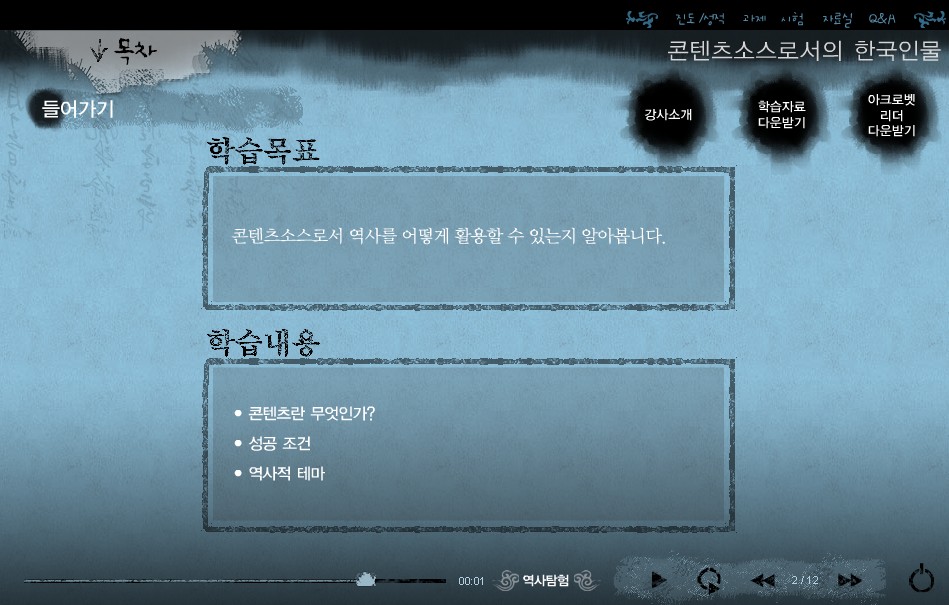 진도/성적 과제 시험 자료실 Q&A
목차
콘텐츠소스로서의 한국인물
들어가기
강사소개
학습자료
다운받기
아크로벳
리더
다운받기
학습목표
콘텐츠소스로서 역사를 어떻게 활용할 수 있는지 알아봅니다.
학습내용
• 콘텐츠란 무엇인가?
• 성공 조건
• 역사적 테마
00:01 역사탐험 2/12